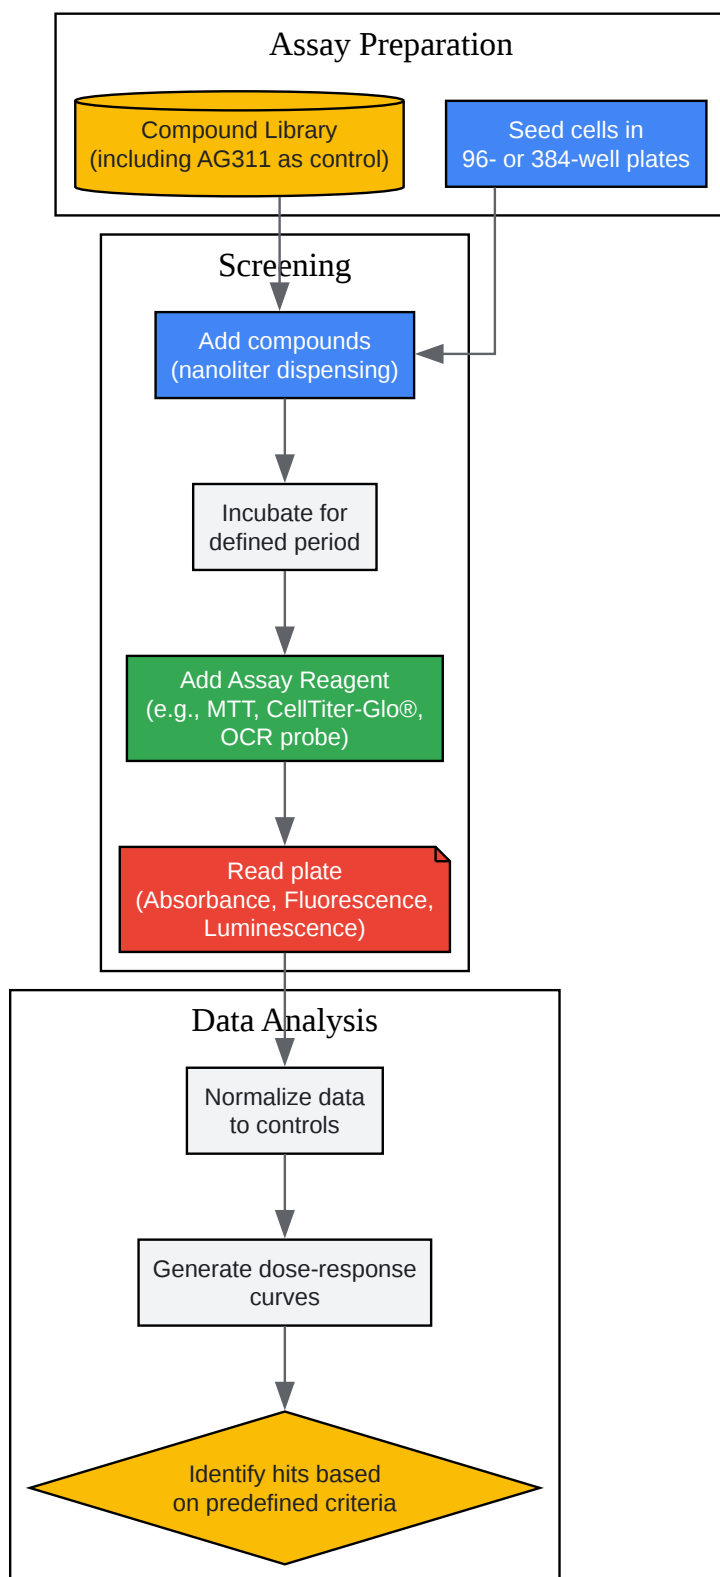 Assay Preparation
Compound Library
(including AG311 as control)
Seed cells in
96- or 384-well plates
Screening
Add compounds
(nanoliter dispensing)
Incubate for
defined period
Add Assay Reagent
(e.g., MTT, CellTiter-Glo®,
OCR probe)
Read plate
(Absorbance, Fluorescence,
Luminescence)
Data Analysis
Normalize data
to controls
Generate dose-response
curves
Identify hits based
on predefined criteria